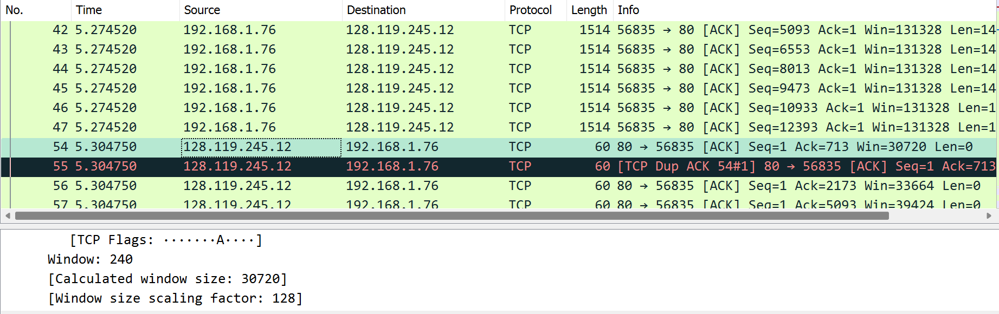 No. Time Source Destination Protocol Length Info
42 5.274520 192.168.1.76 128.119.245.12 TCP 1514 56835 → 80 [ACK] Seq=5093 Ack=1 Win=131328 Len=14
43 5.274520 192.168.1.76 128.119.245.12 TCP 1514 56835 → 80 [ACK] Seq=6553 Ack=1 Win=131328 Len=14
44 5.274520 192.168.1.76 128.119.245.12 TCP 1514 56835 → 80 [ACK] Seq=8013 Ack=1 Win=131328 Len=14
45 5.274520 192.168.1.76 128.119.245.12 TCP 1514 56835 → 80 [ACK] Seq=9473 Ack=1 Win=131328 Len=14
46 5.274520 192.168.1.76 128.119.245.12 TCP 1514 56835 → 80 [ACK] Seq=10933 Ack=1 Win=131328 Len=1
47 5.274520 192.168.1.76 128.119.245.12 TCP 1514 56835 → 80 [ACK] Seq=12393 Ack=1 Win=131328 Len=1
54 5.304750 128.119.245.12 192.168.1.76 TCP 60 80 → 56835 [ACK] Seq=1 Ack=713 Win=30720 Len=0
55 5.304750 128.119.245.12 192.168.1.76 TCP 60 [TCP Dup ACK 54#1] 80 → 56835 [ACK] Seq=1 Ack=713
56 5.304750 128.119.245.12 192.168.1.76 TCP 60 80 → 56835 [ACK] Seq=1 Ack=2173 Win=33664 Len=0
57 5.304750 128.119.245.12 192.168.1.76 TCP 60 80 → 56835 [ACK] Seq=1 Ack=5093 Win=39424 Len=0
[TCP Flags: ·······A····]
Window: 240
[Calculated window size: 30720]
[Window size scaling factor: 128]